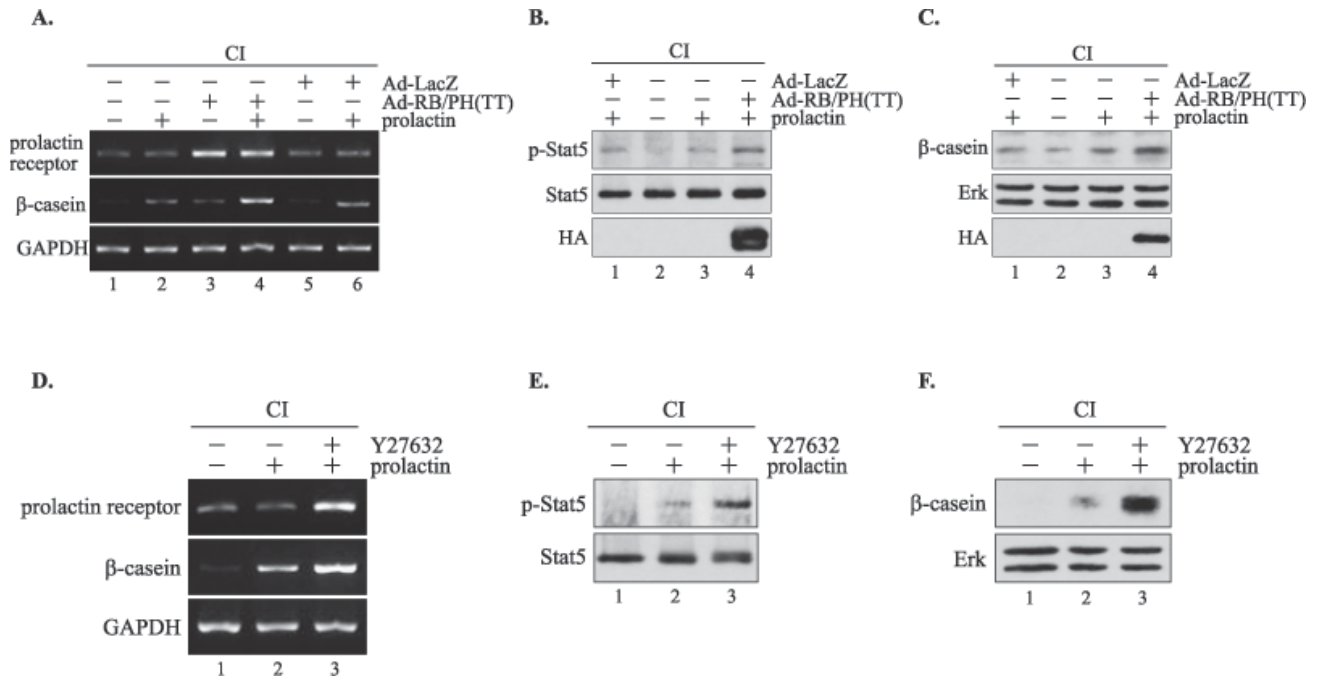 A.
CI
− − − − + + Ad-LacZ
− − + + − − Ad-RB/PH(TT)
− + − + − + prolactin
prolactin
receptor
β-casein
GAPDH
1 2 3 4 5 6
B.
CI
+ − − − Ad-LacZ
− − − + Ad-RB/PH(TT)
+ − + + prolactin
p-Stat5
Stat5
HA
1 2 3 4
C.
CI
+ − − − Ad-LacZ
− − − + Ad-RB/PH(TT)
+ − + + prolactin
β-casein
Erk
HA
1 2 3 4
D.
CI
− − + Y27632
− + + prolactin
prolactin receptor
β-casein
GAPDH
1 2 3
E.
CI
− − + Y27632
− + + prolactin
p-Stat5
Stat5
1 2 3
F.
CI
− − + Y27632
− + + prolactin
β-casein
Erk
1 2 3